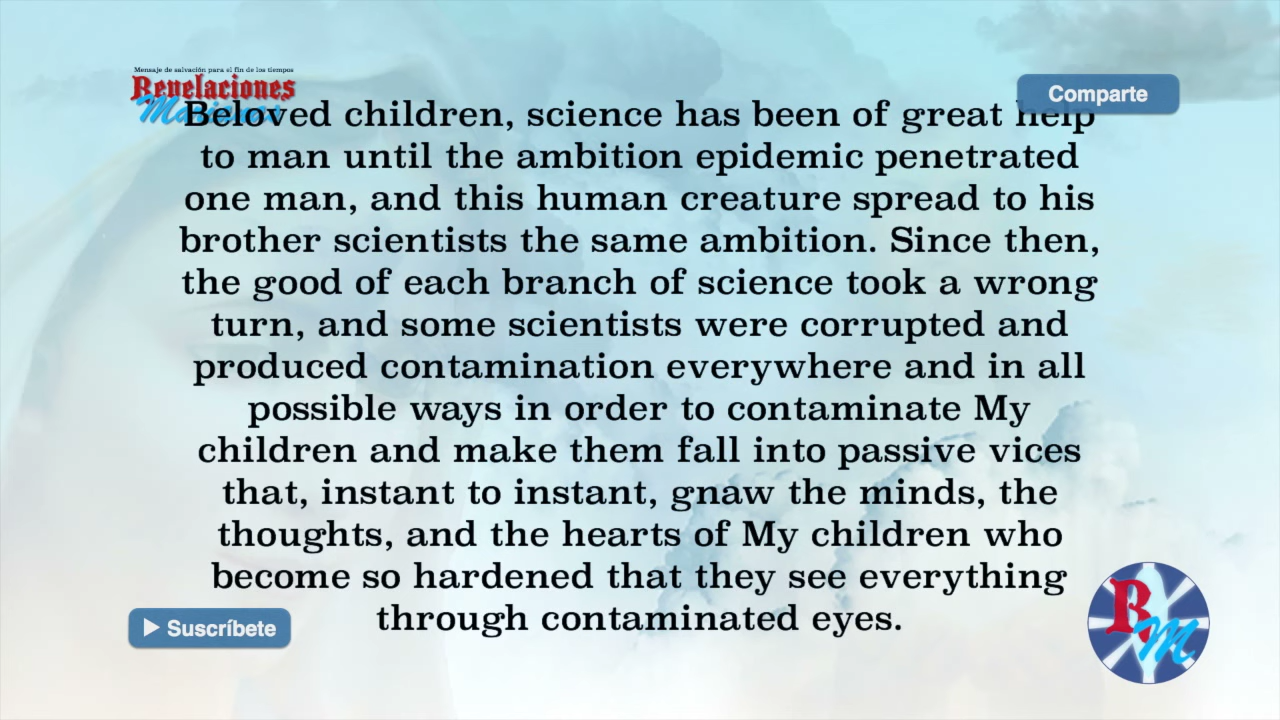 Mensaje de salvación para el fin de los tiempos
Revelaciones
Marianas
Comparte
Beloved children, science has been of great help
to man until the ambition epidemic penetrated
one man, and this human creature spread to his
brother scientists the same ambition. Since then,
the good of each branch of science took a wrong
turn, and some scientists were corrupted and
produced contamination everywhere and in all
possible ways in order to contaminate My
children and make them fall into passive vices
that, instant to instant, gnaw the minds, the
thoughts, and the hearts of My children who
become so hardened that they see everything
through contaminated eyes.
Suscríbete
RM